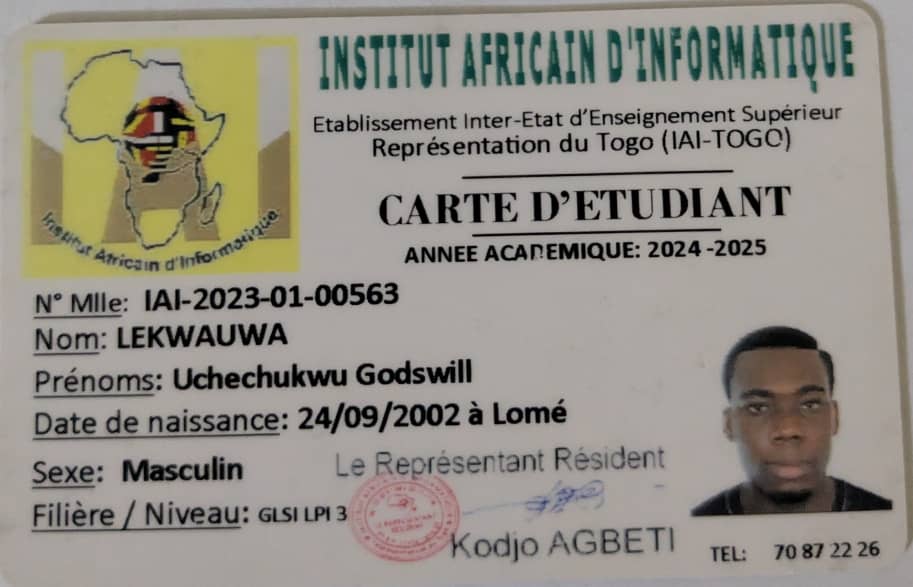 INSTITUT AFRICAIN D'INFORMATIQUE
Etablissement Inter-Etat d'Enseignement Supérieur
Représentation du Togo (IAI-TOGO)
CARTE D'ETUDIANT
ANNEE ACADEMIQUE: 2024 -2025
Institut Africain d'Informatique
N° Mlle: IAI-2023-01-00563
Nom: LEKWAUWA
Prénoms: Uchechukwu Godswill
Date de naissance: 24/09/2002 à Lomé
Sexe: Masculin
Le Représentant Résident
Filière / Niveau: GLSI LPI 3
Kodjo AGBETI
TEL: 70 87 22 26